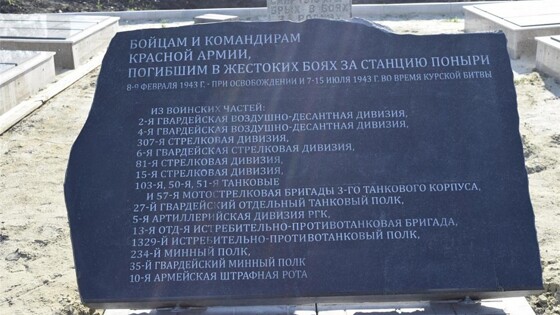 БЫХ В БОЯХ
БОЙЦАМ И КОМАНДИРАМ
КРАСНОЙ АРМИИ,
ПОГИБШИМ В ЖЕСТОКИХ БОЯХ ЗА СТАНЦИЮ ПОНЫРИ
8-9 ФЕВРАЛЯ 1943 Г.- ПРИ ОСВОБОЖДЕНИИ И 7-15 ИЮЛЯ 1943 Г. ВО ВРЕМЯ КУРСКОЙ БИТВЫ
ИЗ ВОИНСКИХ ЧАСТЕЙ:
2-Я ГВАРДЕЙСКАЯ ВОЗДУШНО-ДЕСАНТНАЯ ДИВИЗИЯ,
4-Я ГВАРДЕЙСКАЯ ВОЗДУШНО-ДЕСАНТНАЯ ДИВИЗИЯ,
307-Я СТРЕЛКОВАЯ ДИВИЗИЯ,
6-Я ГВАРДЕЙСКАЯ СТРЕЛКОВАЯ ДИВИЗИЯ,
81-Я СТРЕЛКОВАЯ ДИВИЗИЯ,
15-Я СТРЕЛКОВАЯ ДИВИЗИЯ,
103-Я, 50-Я, 51-Я ТАНКОВЫЕ
И 57-Я МОТОСТРЕЛКОВАЯ БРИГАДЫ 3-ГО ТАНКОВОГО КОРПУСА,
27-Й ГВАРДЕЙСКИЙ ОТДЕЛЬНЫЙ ТАНКОВЫЙ ПОЛК,
5-Я АРТИЛЛЕРИЙСКАЯ ДИВИЗИЯ РГК,
13-Я ОТД-Я ИСТРЕБИТЕЛЬНО-ПРОТИВОТАНКОВАЯ БРИГАДА,
1329-Й ИСТРЕБИТЕЛЬНО-ПРОТИВОТАНКОВЫЙ ПОЛК,
234-Й МИННЫЙ ПОЛК,
35-Й ГВАРДЕЙСКИЙ МИННЫЙ ПОЛК
10-Я АРМЕЙСКАЯ ШТРАФНАЯ РОТА